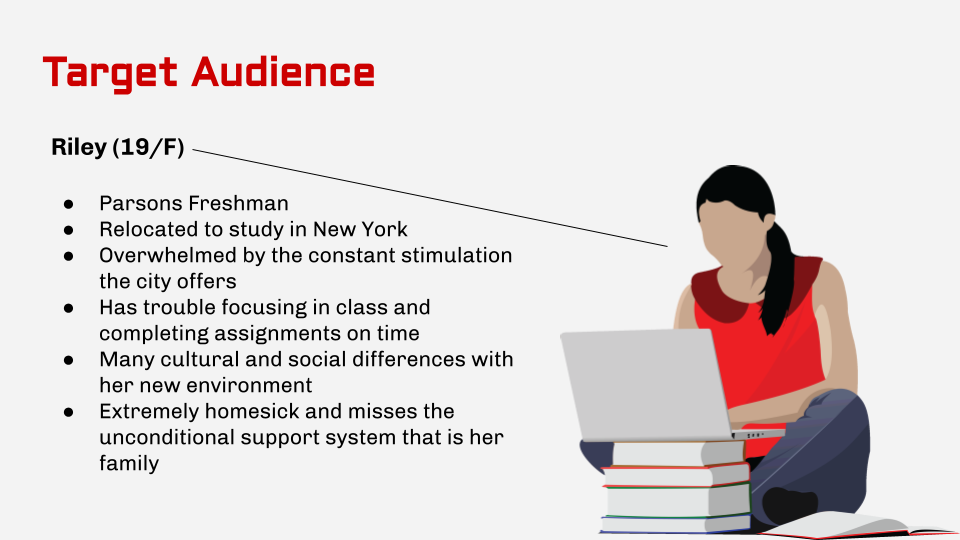 Target Audience
Riley (19/F)
● Parsons Freshman
● Relocated to study in New York
● Overwhelmed by the constant stimulation
the city offers
● Has trouble focusing in class and
completing assignments on time
● Many cultural and social differences with
her new environment
● Extremely homesick and misses the
unconditional support system that is her
family